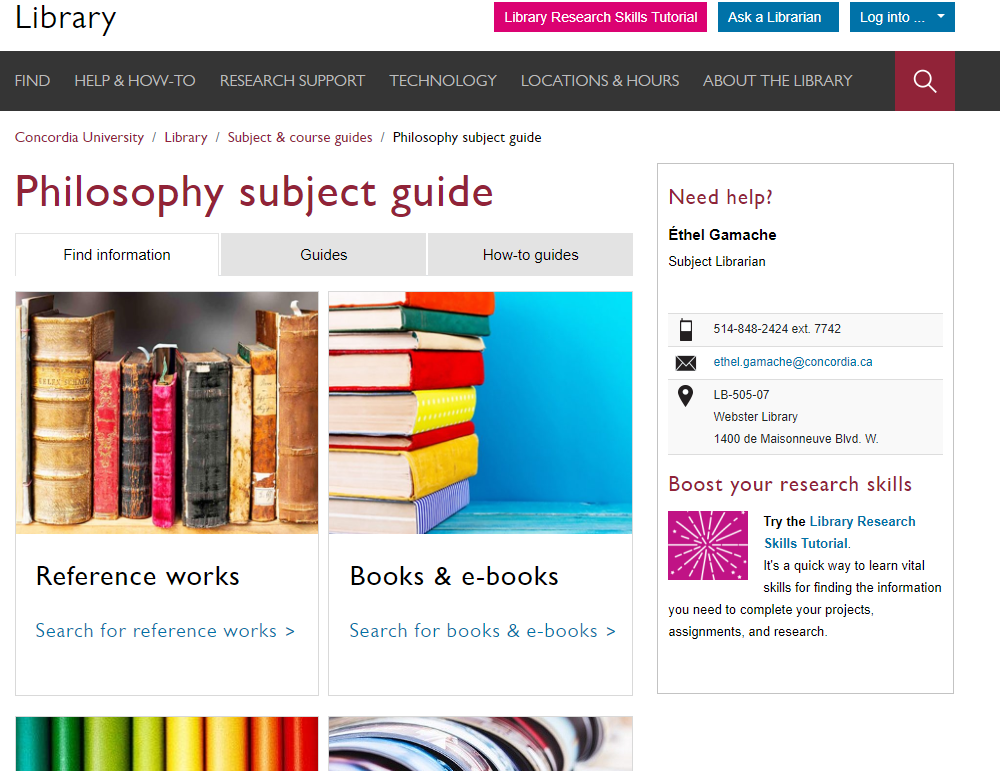 Library
Library Research Skills Tutorial
Ask a Librarian
Log into ...
FIND
HELP & HOW-TO
RESEARCH SUPPORT
TECHNOLOGY
LOCATIONS & HOURS
ABOUT THE LIBRARY
Concordia University / Library / Subject & course guides / Philosophy subject guide
Philosophy subject guide
Find information
Guides
How-to guides
Reference works
Search for reference works >
Books & e-books
Search for books & e-books >
Need help?
Éthel Gamache
Subject Librarian
514-848-2424 ext. 7742
ethel.gamache@concordia.ca
LB-505-07
Webster Library
1400 de Maisonneuve Blvd. W.
Boost your research skills
Try the Library Research
Skills Tutorial.
It's a quick way to learn vital
skills for finding the information
you need to complete your projects,
assignments, and research.